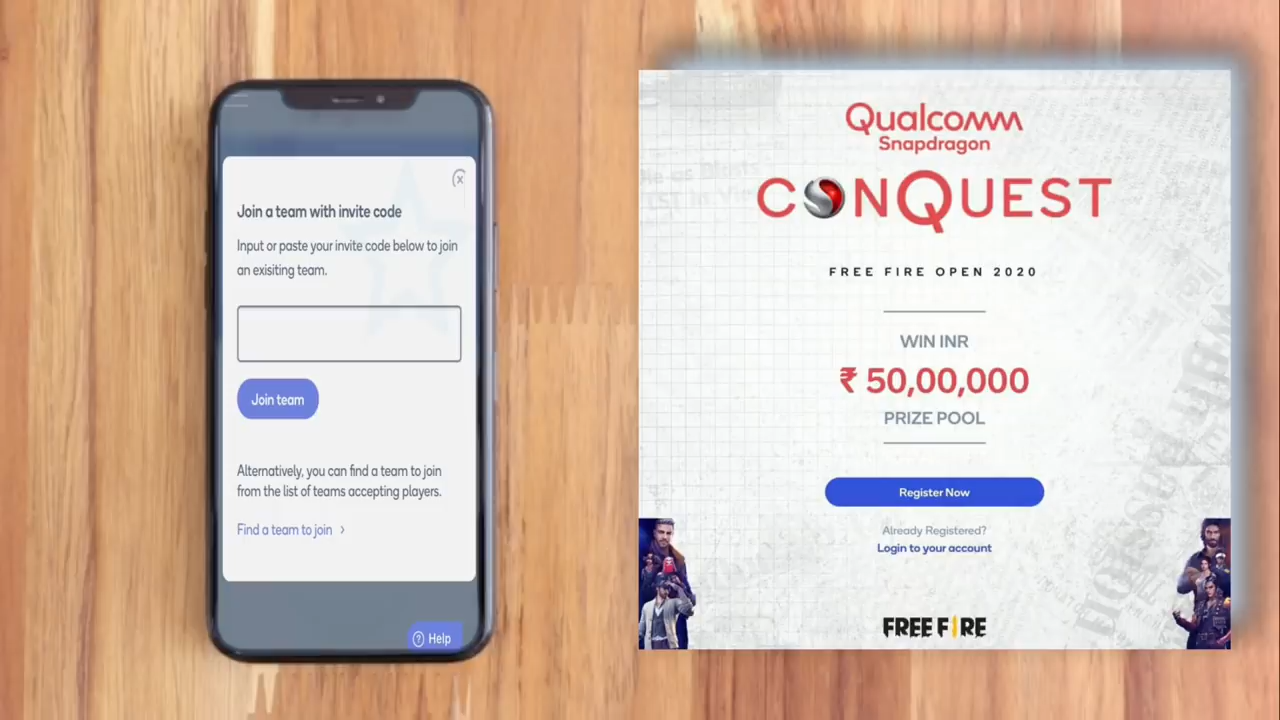 Join a team with invite code
Input or paste your invite code below to join
an exisiting team.
Join team
Alternatively, you can find a team to join
from the list of teams accepting players.
Find a team to join >
? Help
Qualcomm
Snapdragon
CONQUEST
FREE FIRE OPEN 2020
WIN INR
₹ 50,00,000
PRIZE POOL
Register Now
Already Registered?
Login to your account
FREE FIRE